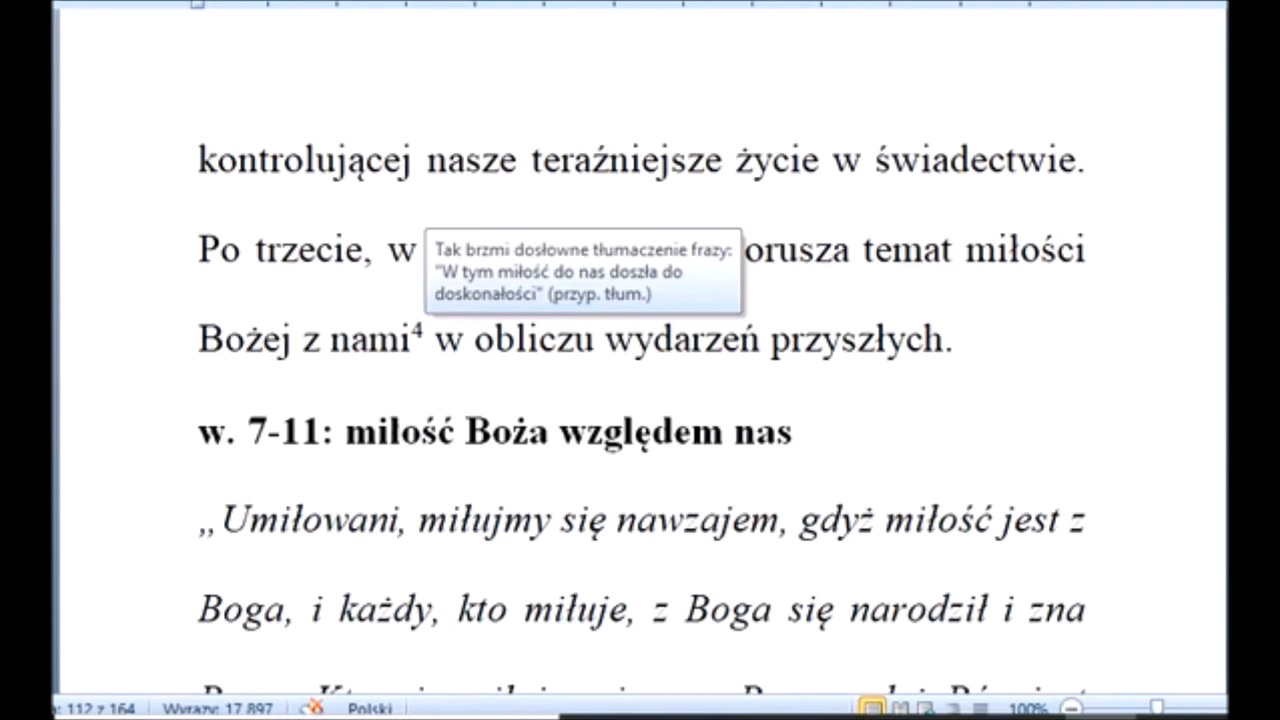 kontrolującej nasze teraźniejsze życie w świadectwie.
Po trzecie, w
Tak brzmi dosłowne tłumaczenie frazy:
"W tym miłość do nas doszła do
doskonałości" (przyp. tłum.)
orusza temat miłości
Bożej z nami⁴ w obliczu wydarzeń przyszłych.
w. 7-11: miłość Boża względem nas
„Umiłowani, miłujmy się nawzajem, gdyż miłość jest z
Boga, i każdy, kto miłuje, z Boga się narodził i zna
: 112 z 164 Wyrazy: 17 897 Polski 100%